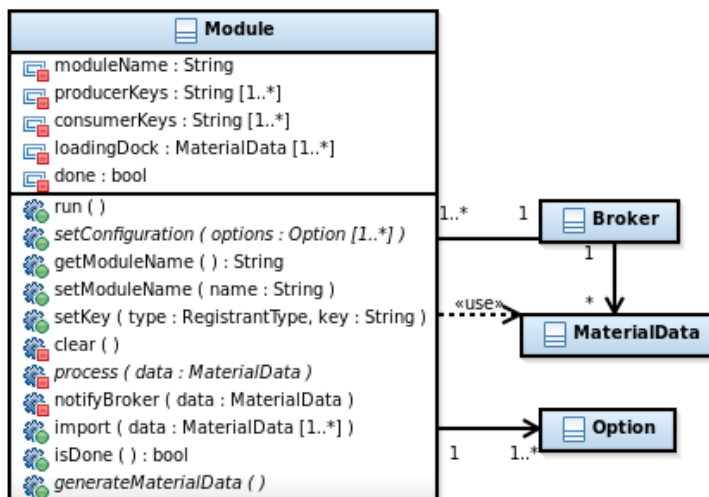 Module
moduleName : String
producerKeys : String [1..*]
consumerKeys : String [1..*]
loadingDock : MaterialData [1..*]
done : bool
run ( )
setConfiguration ( options : Option [1..*] )
getModuleName ( ) : String
setModuleName ( name : String )
setKey ( type : RegistrantType, key : String )
clear ( )
process ( data : MaterialData )
notifyBroker ( data : MaterialData )
import ( data : MaterialData [1..*] )
isDone ( ) : bool
generateMaterialData ( )
1..* 1
Broker
1
*
«use»
MaterialData
Option
1 1..*